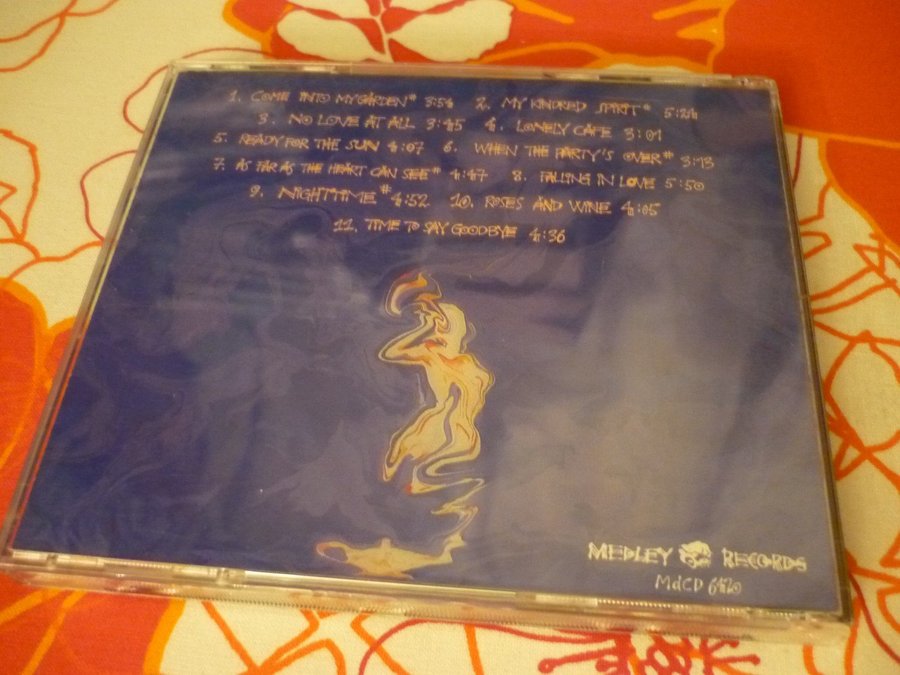 1. COME INTO MY GARDEN* 3:54 2. MY KINDRED SPIRIT* 5:24
3. NO LOVE AT ALL 3:45 4. LONELY CAFE 3:01
5. READY FOR THE SUN 4:07 6. WHEN THE PARTY'S OVER* 3:13
7. AS FAR AS THE HEART CAN SEE* 4:47 8. FALLING IN LOVE 5:50
9. NIGHTTIME* 4:52 10. ROSES AND WINE 4:05
11. TIME TO SAY GOODBYE 4:36
MEDLEY RECORDS
MdCD 6420